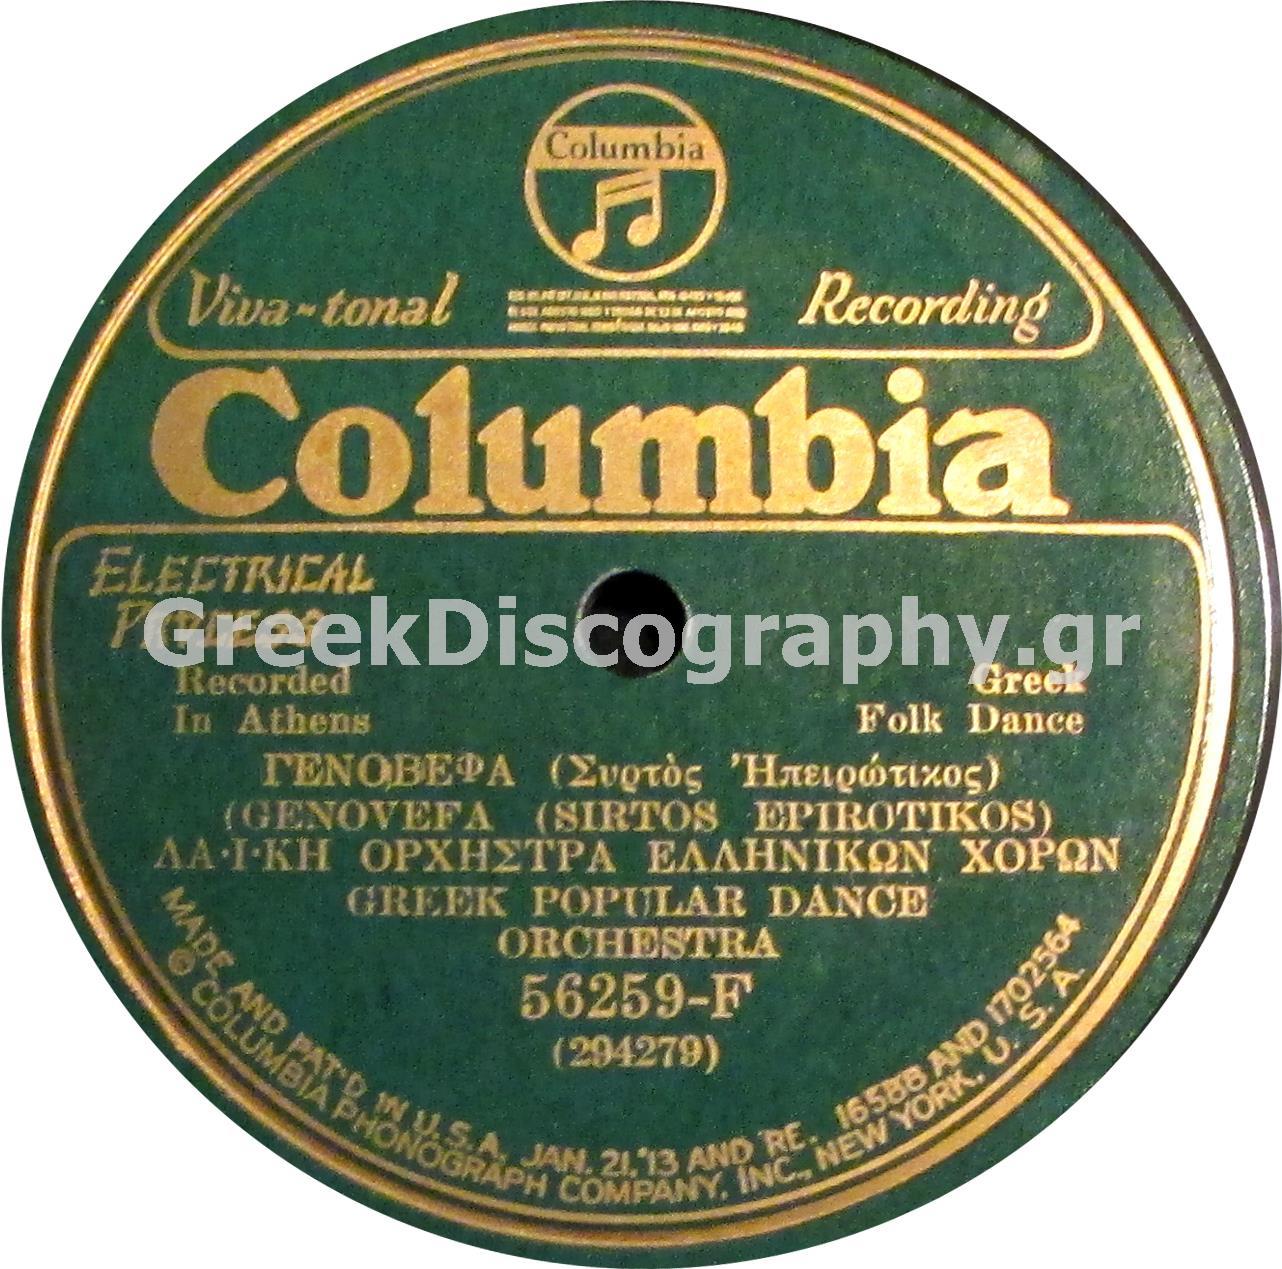 Columbia
Viva-tonal Recording
Columbia
ELECTRICAL
PROCESS
GreekDiscography.gr
Recorded
In Athens
Greek
Folk Dance
ΓΕΝΟΒΕΦΑ (Συρτὸς Ἠπειρώτικος)
(GENOVEFA (SIRTOS EPIROTIKOS)
ΛΑ·Ι·ΚΗ ΟΡΧΗΣΤΡΑ ΕΛΛΗΝΙΚΩΝ ΧΟΡΩΝ
GREEK POPULAR DANCE
ORCHESTRA
56259-F
(294279)
MADE AND PAT'D. IN U.S.A. JAN. 21,'13 AND RE. 16588 AND 1702564
© COLUMBIA PHONOGRAPH COMPANY, INC., NEW YORK, U. S. A.